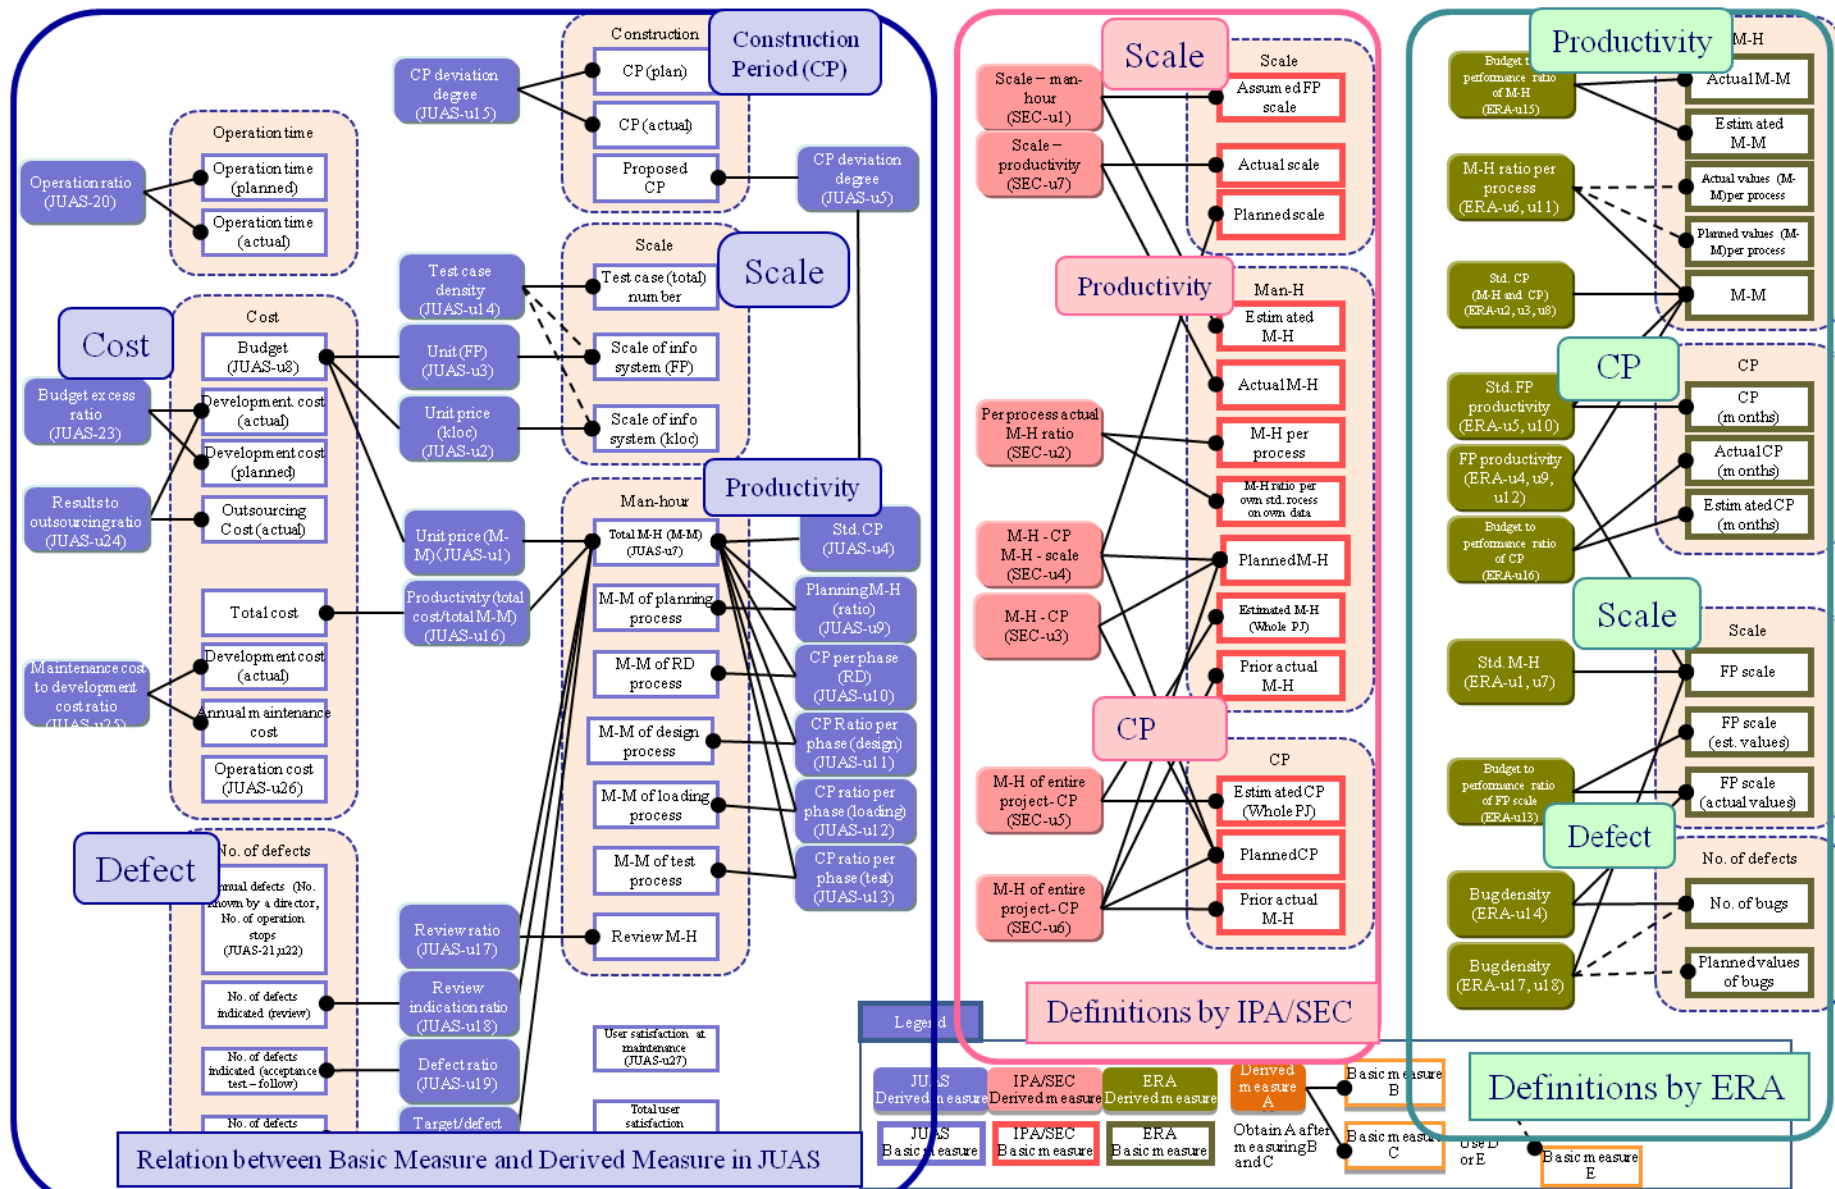 Construction
CP (plan)
CP (actual)
Proposed
CP
Construction
Period (CP)
CP deviation
degree
(JUAS-u15)
CP deviation
degree
(JUAS-u5)
Operation time
Operation time
(planned)
Operation time
(actual)
Operation ratio
(JUAS-20)
Scale
Test case (total)
number
Scale of info
system (FP)
Scale of info
system (kloc)
Scale
Test case
density
(JUAS-u14)
Unit (FP)
(JUAS-u3)
Unit price
(kloc)
(JUAS-u2)
Cost
Cost
Budget
(JUAS-u8)
Development cost
(actual)
Development cost
(planned)
Outsourcing
Cost (actual)
Total cost
Development cost
(actual)
Annual maintenance
cost
Operation cost
(JUAS-u26)
Budget excess
ratio
(JUAS-23)
Results to
outsourcing ratio
(JUAS-u24)
Maintenance cost
to development
cost ratio
(JUAS-u25)
Unit price (M-
M) (JUAS-u1)
Productivity (total
cost/total M-M)
(JUAS-u16)
Productivity
Man-hour
Total M-H (M-M)
(JUAS-u7)
M-M of planning
process
M-M of RD
process
M-M of design
process
M-M of loading
process
M-M of test
process
Review M-H
Std. CP
(JUAS-u4)
Planning M-H
(ratio)
(JUAS-u9)
CP per phase
(RD)
(JUAS-u10)
CP Ratio per
phase (design)
(JUAS-u11)
CP ratio per
phase (loading)
(JUAS-u12)
CP ratio per
phase (test)
(JUAS-u13)
Defect
No. of defects
nnual defects (No.
known by a director,
No. of operation
stops
(JUAS-21,u22)
No. of defects
indicated (review)
No. of defects
indicated (acceptance
test – follow)
No. of defects
Review ratio
(JUAS-u17)
Review
indication ratio
(JUAS-u18)
Defect ratio
(JUAS-u19)
Target/defect
User satisfaction at
maintenance
(JUAS-u27)
Total user
satisfaction
Relation between Basic Measure and Derived Measure in JUAS
Scale
Scale
Assumed FP
scale
Actual scale
Planned scale
Scale – man-
hour
(SEC-u1)
Scale –
productivity
(SEC-u7)
Productivity
Man-H
Estimated
M-H
Actual M-H
M-H per
process
M-H ratio per
own std. rocess
on own data
Planned M-H
Estimated M-H
(Whole PJ)
Prior actual
M-H
Per process actual
M-H ratio
(SEC-u2)
M-H - CP
M-H - scale
(SEC-u4)
M-H - CP
(SEC-u3)
CP
CP
Estimated CP
(Whole PJ)
Planned CP
Prior actual
M-H
M-H of entire
project- CP
(SEC-u5)
M-H of entire
project- CP
(SEC-u6)
Definitions by IPA/SEC
Productivity
M-H
Actual M-M
Estimated
M-M
Actual values (M-
M) per process
Planned values (M-
M) per process
M-M
Budget t
performance ratio
of M-H
(ERA-u15)
M-H ratio per
process
(ERA-u6, u11)
Std. CP
(M-H and CP)
(ERA-u2, u3, u8)
CP
CP
CP
(months)
Actual CP
(months)
Estimated CP
(months)
Std. FP
productivity
(ERA-u5, u10)
FP productivity
(ERA-u4, u9,
u12)
Budget to
performance ratio
of CP
(ERA-u16)
Scale
Scale
FP scale
FP scale
(est. values)
FP scale
(actual values)
Std. M-H
(ERA-u1, u7)
Budget to
performance ratio
of FP scale
(ERA-u13)
Defect
No. of defects
No. of bugs
Planned values
of bugs
Bug density
(ERA-u14)
Bug density
(ERA-u17, u18)
Definitions by ERA
Legend
JUAS
Derived measure
IPA/SEC
Derived measure
ERA
Derived measure
JUAS
Basic measure
IPA/SEC
Basic measure
ERA
Basic measure
Derived
measure
A
Basic measure
B
Basic measure
C
Obtain A after
measuring B
and C
Use D
or E
Basic measure
E